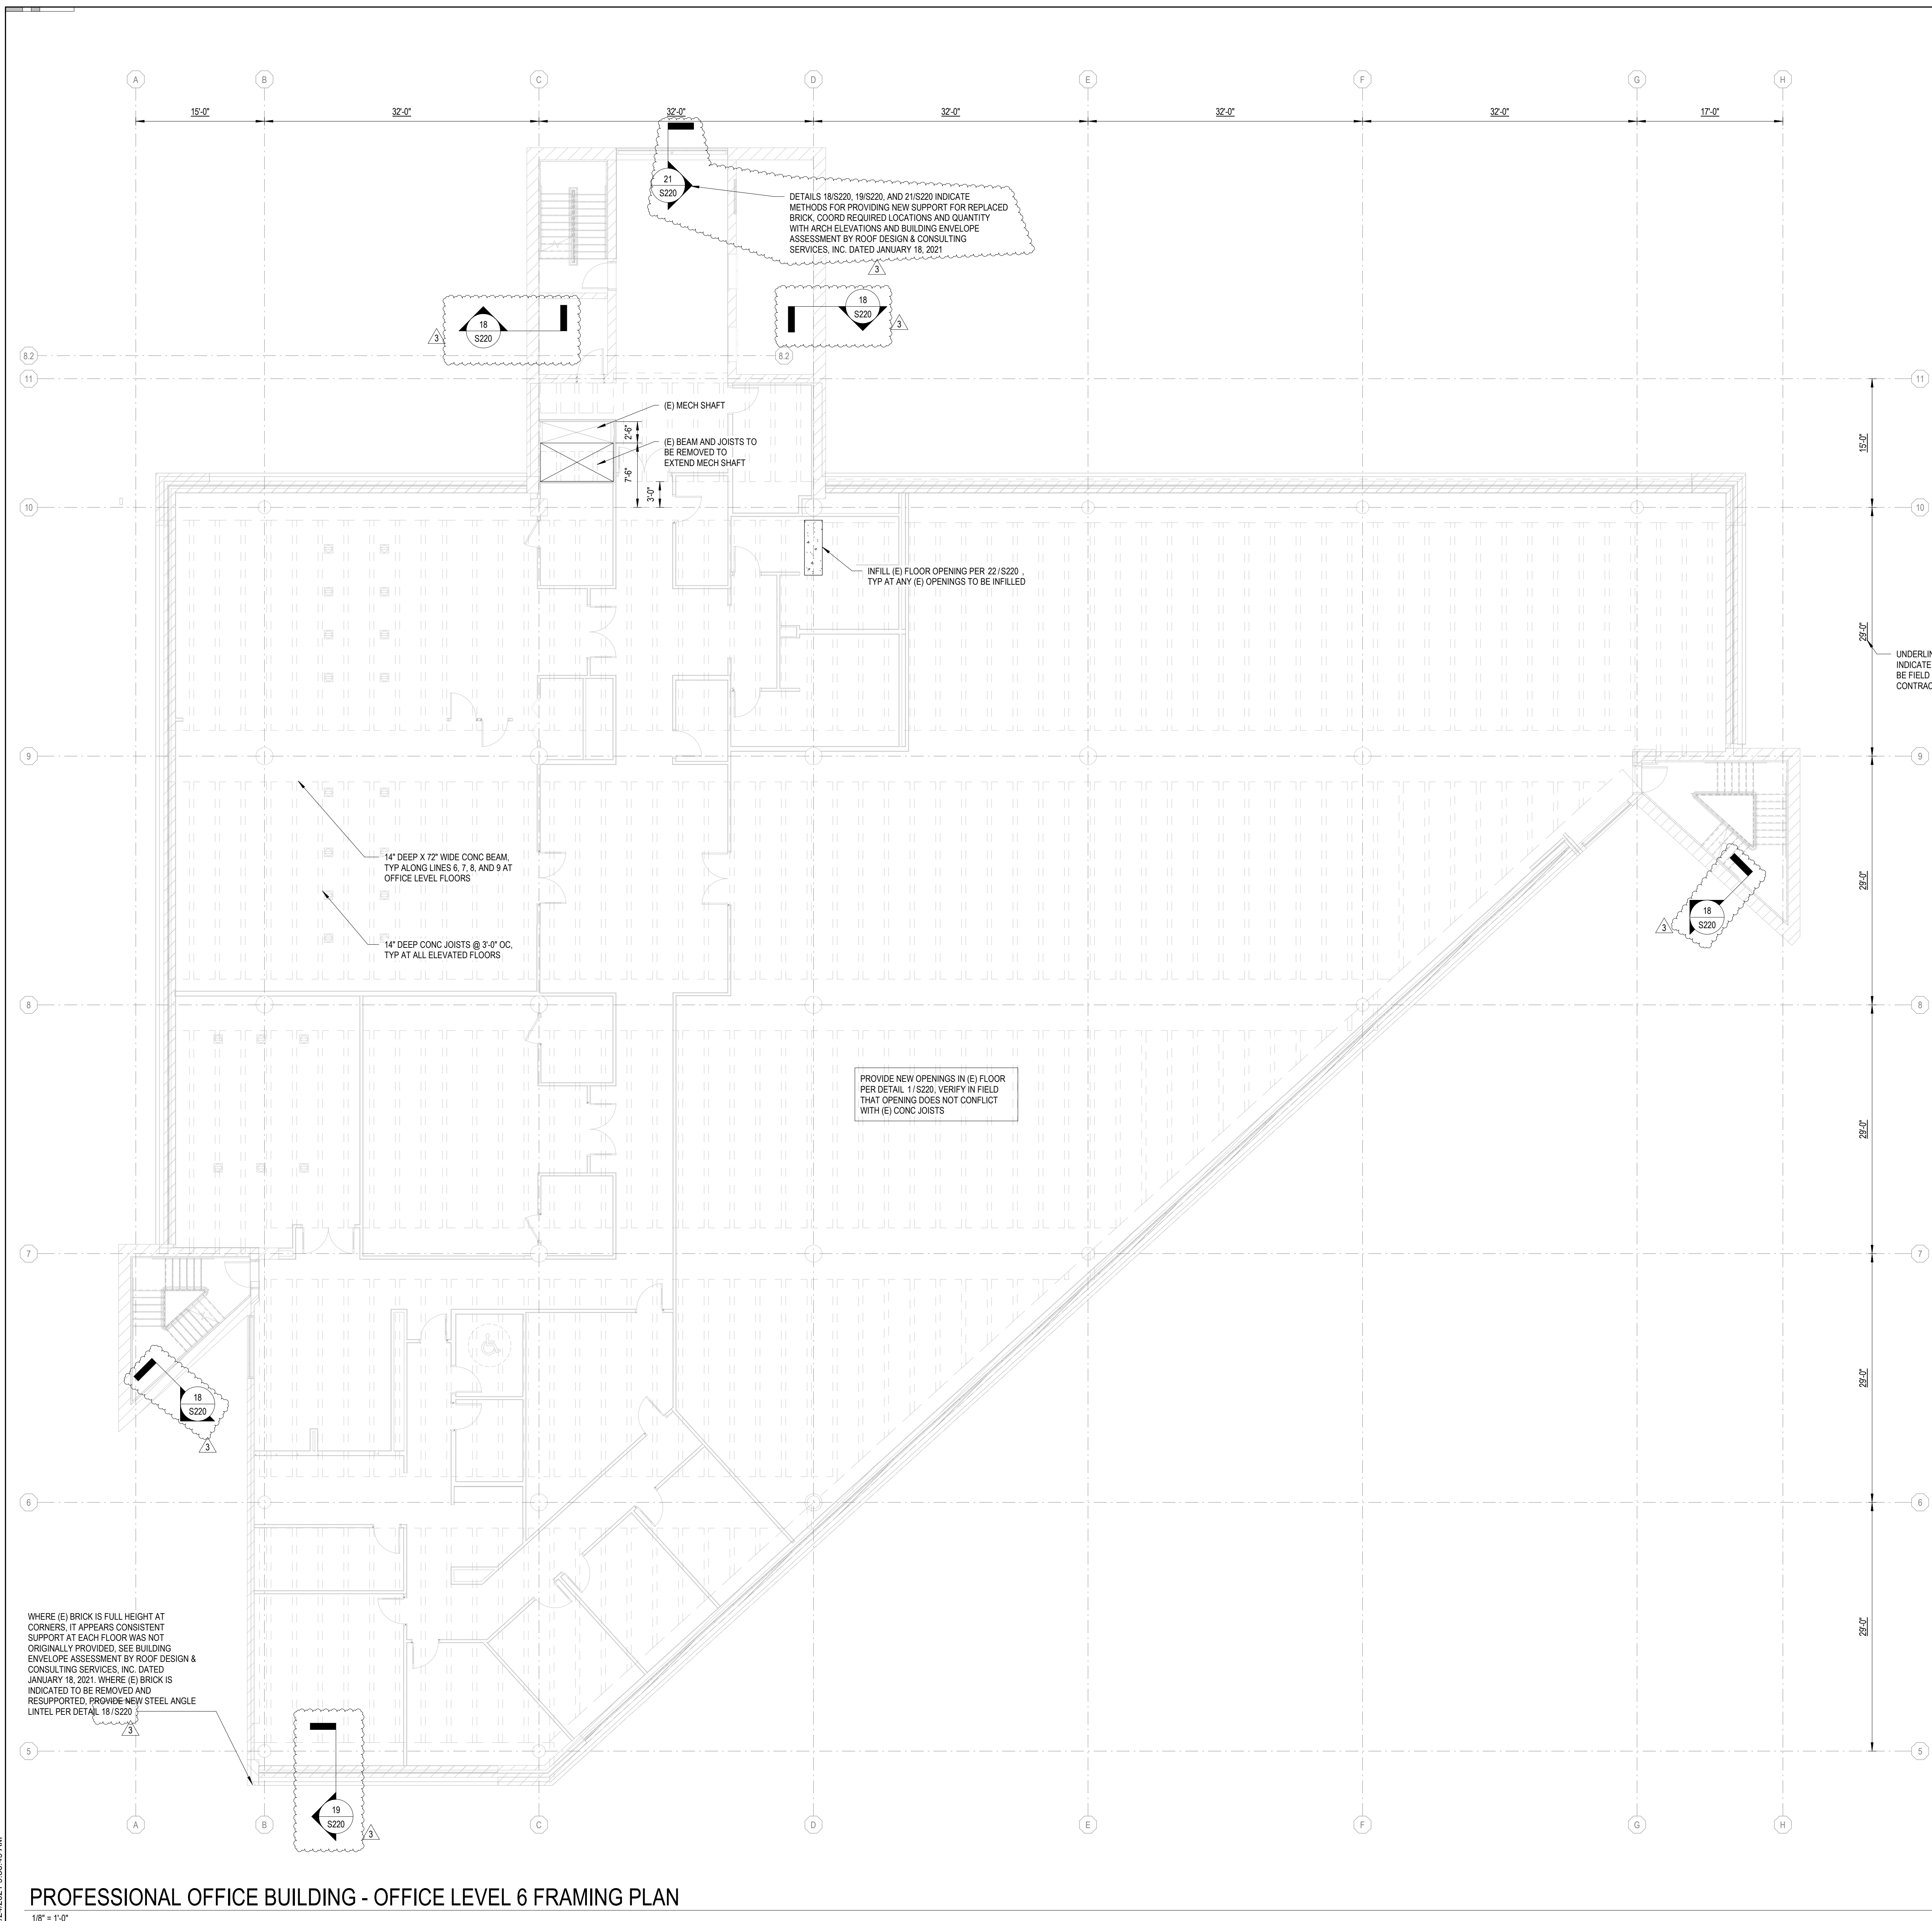 A B C D E F G H
15'-0" 32'-0" 32'-0" 32'-0" 32'-0" 32'-0" 17'-0"
21
S220
DETAILS 18/S220, 19/S220, AND 21/S220 INDICATE
METHODS FOR PROVIDING NEW SUPPORT FOR REPLACED
BRICK, COORD REQUIRED LOCATIONS AND QUANTITY
WITH ARCH ELEVATIONS AND BUILDING ENVELOPE
ASSESSMENT BY ROOF DESIGN & CONSULTING
SERVICES, INC. DATED JANUARY 18, 2021
3
18
S220
3
18
S220
3
8.2 8.2
11 11
(E) MECH SHAFT
2'-6"
(E) BEAM AND JOISTS TO
BE REMOVED TO
EXTEND MECH SHAFT
7'-6"
3'-0"
15'-0"
10 10
INFILL (E) FLOOR OPENING PER 22 / S220 ,
TYP AT ANY (E) OPENINGS TO BE INFILLED
29'-0"
INDICATE
BE FIELD
9 9
14" DEEP X 72" WIDE CONC BEAM,
TYP ALONG LINES 6, 7, 8, AND 9 AT
OFFICE LEVEL FLOORS
29'-0"
18
S220
3
14" DEEP CONC JOISTS @ 3'-0" OC,
TYP AT ALL ELEVATED FLOORS
8 8
PROVIDE NEW OPENINGS IN (E) FLOOR
PER DETAIL 1 / S220, VERIFY IN FIELD
THAT OPENING DOES NOT CONFLICT
WITH (E) CONC JOISTS
29'-0"
7 7
29'-0"
18
S220
3
6 6
29'-0"
WHERE (E) BRICK IS FULL HEIGHT AT
CORNERS, IT APPEARS CONSISTENT
SUPPORT AT EACH FLOOR WAS NOT
ORIGINALLY PROVIDED, SEE BUILDING
ENVELOPE ASSESSMENT BY ROOF DESIGN &
CONSULTING SERVICES, INC. DATED
JANUARY 18, 2021. WHERE (E) BRICK IS
INDICATED TO BE REMOVED AND
RESUPPORTED, PROVIDE NEW STEEL ANGLE
LINTEL PER DETAIL 18 / S220
3
5 5
19
S220
3
A B C D E F G H
PROFESSIONAL OFFICE BUILDING - OFFICE LEVEL 6 FRAMING PLAN
1/8" = 1'-0"